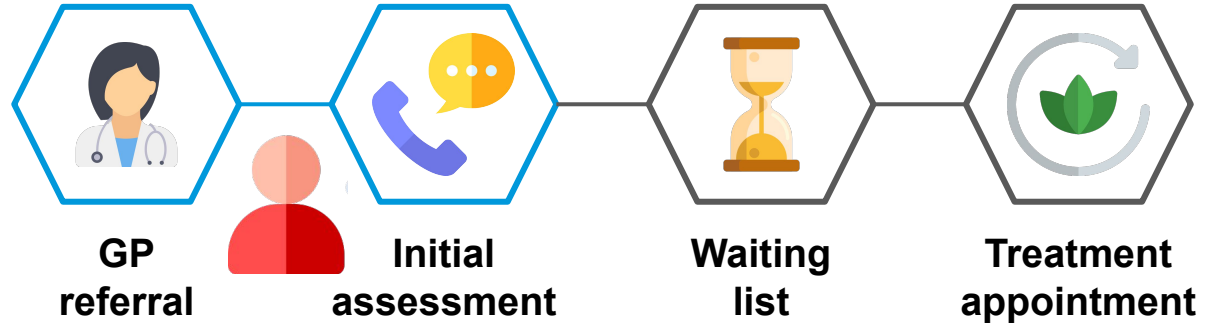 GP
referral
Initial
assessment
Waiting
list
Treatment
appointment